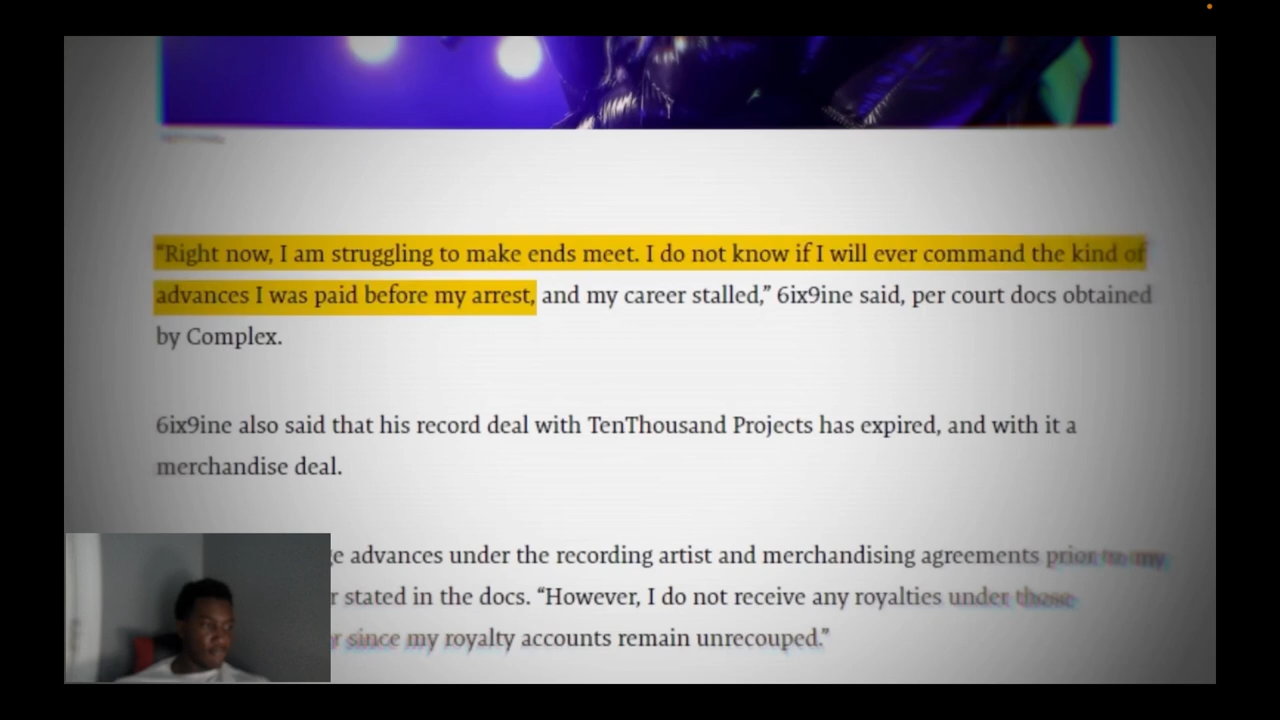 “Right now, I am struggling to make ends meet. I do not know if I will ever command the kind of
advances I was paid before my arrest, and my career stalled,” 6ix9ine said, per court docs obtained
by Complex.
6ix9ine also said that his record deal with TenThousand Projects has expired, and with it a
merchandise deal.
advances under the recording artist and merchandising agreements prior to my
stated in the docs. “However, I do not receive any royalties under those
since my royalty accounts remain unrecouped.”